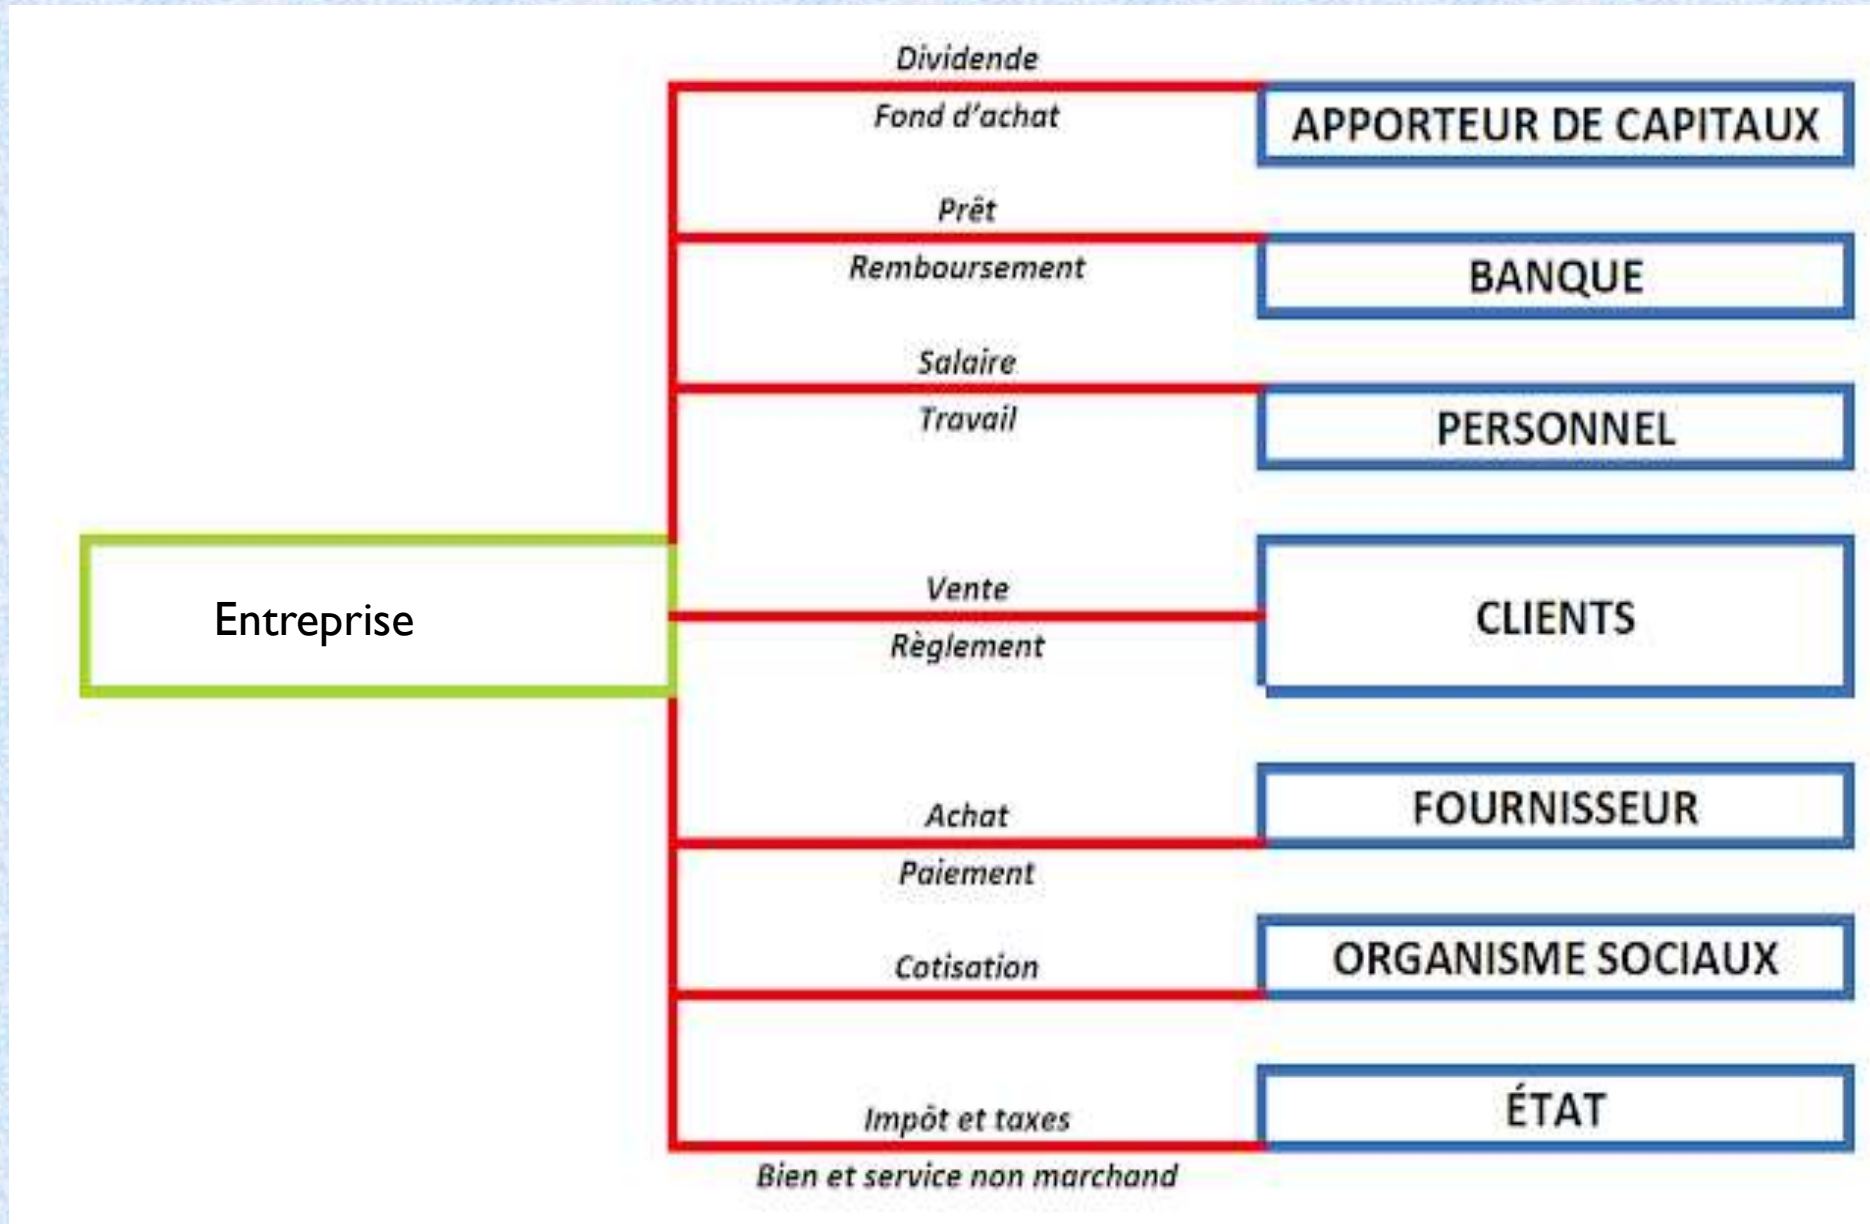 Dividende
Fond d'achat
APPORTEUR DE CAPITAUX
Prêt
Remboursement
BANQUE
Salaire
Travail
PERSONNEL
Entreprise
Vente
Règlement
CLIENTS
Achat
Paiement
FOURNISSEUR
Cotisation
ORGANISME SOCIAUX
Impôt et taxes
Bien et service non marchand
ÉTAT